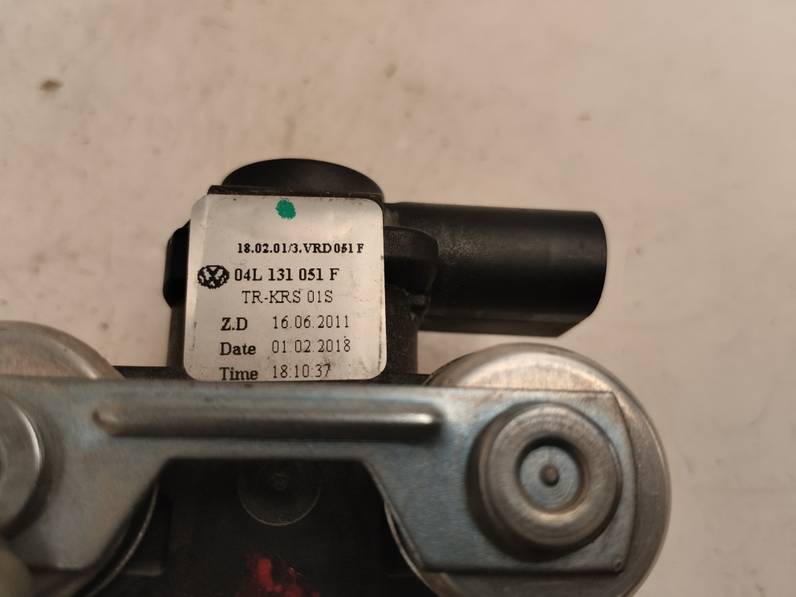 18.02.01/3.VRD051 F
04L 131 051 F
TR-KRS 01S
Z.D 16.06.2011
Date 01.02.2018
Time 18:10:37